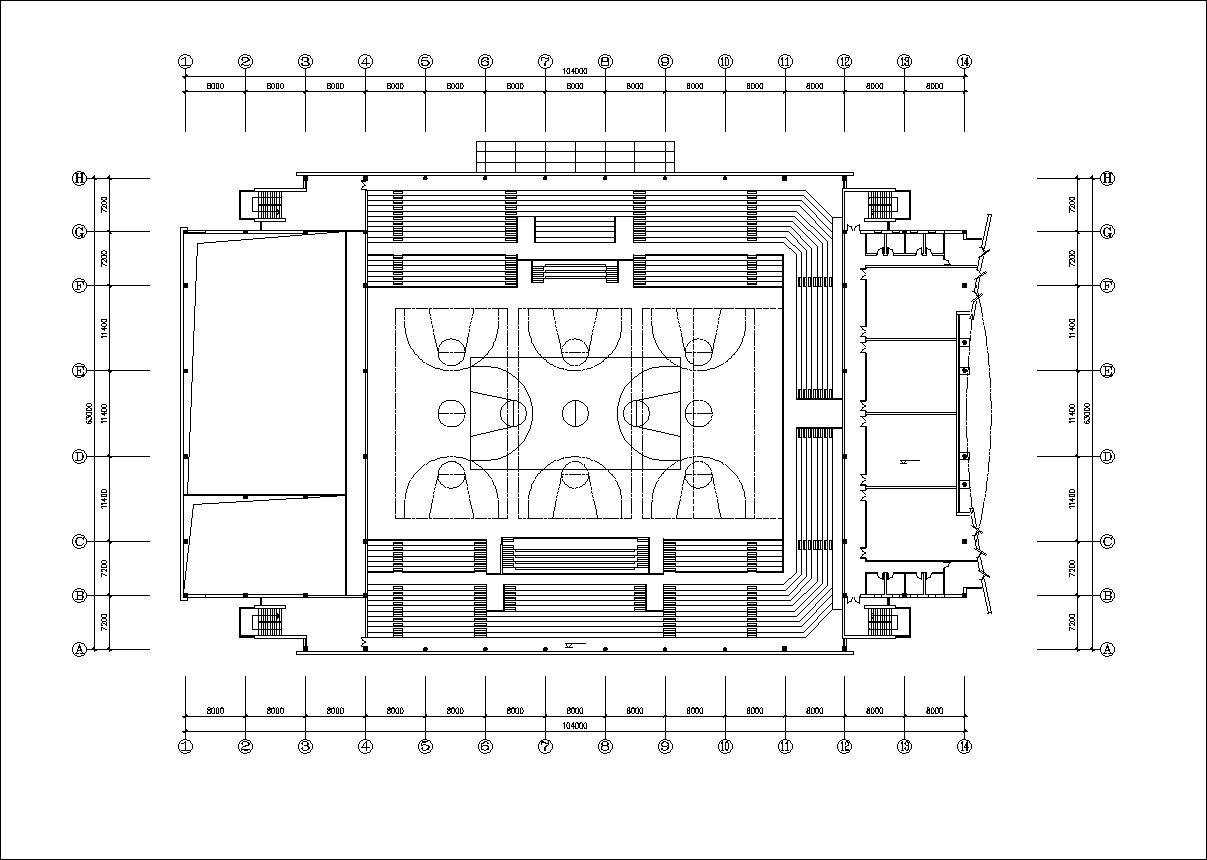 ① ② ③ ④ ⑤ ⑥ ⑦ ⑧ ⑨ ⑩ ⑪ ⑫ ⑬ ⑭
104000
8000 8000 8000 8000 8000 8000 8000 8000 8000 8000 8000 8000 8000
H H
7200 7200
G G
7200 7200
F F
11400 11400
E E
63000 11400 11400 63000
D D
11400 11400
C C
7200 7200
B B
7200 7200
A A
8000 8000 8000 8000 8000 8000 8000 8000 8000 8000 8000 8000 8000
104000
① ② ③ ④ ⑤ ⑥ ⑦ ⑧ ⑨ ⑩ ⑪ ⑫ ⑬ ⑭